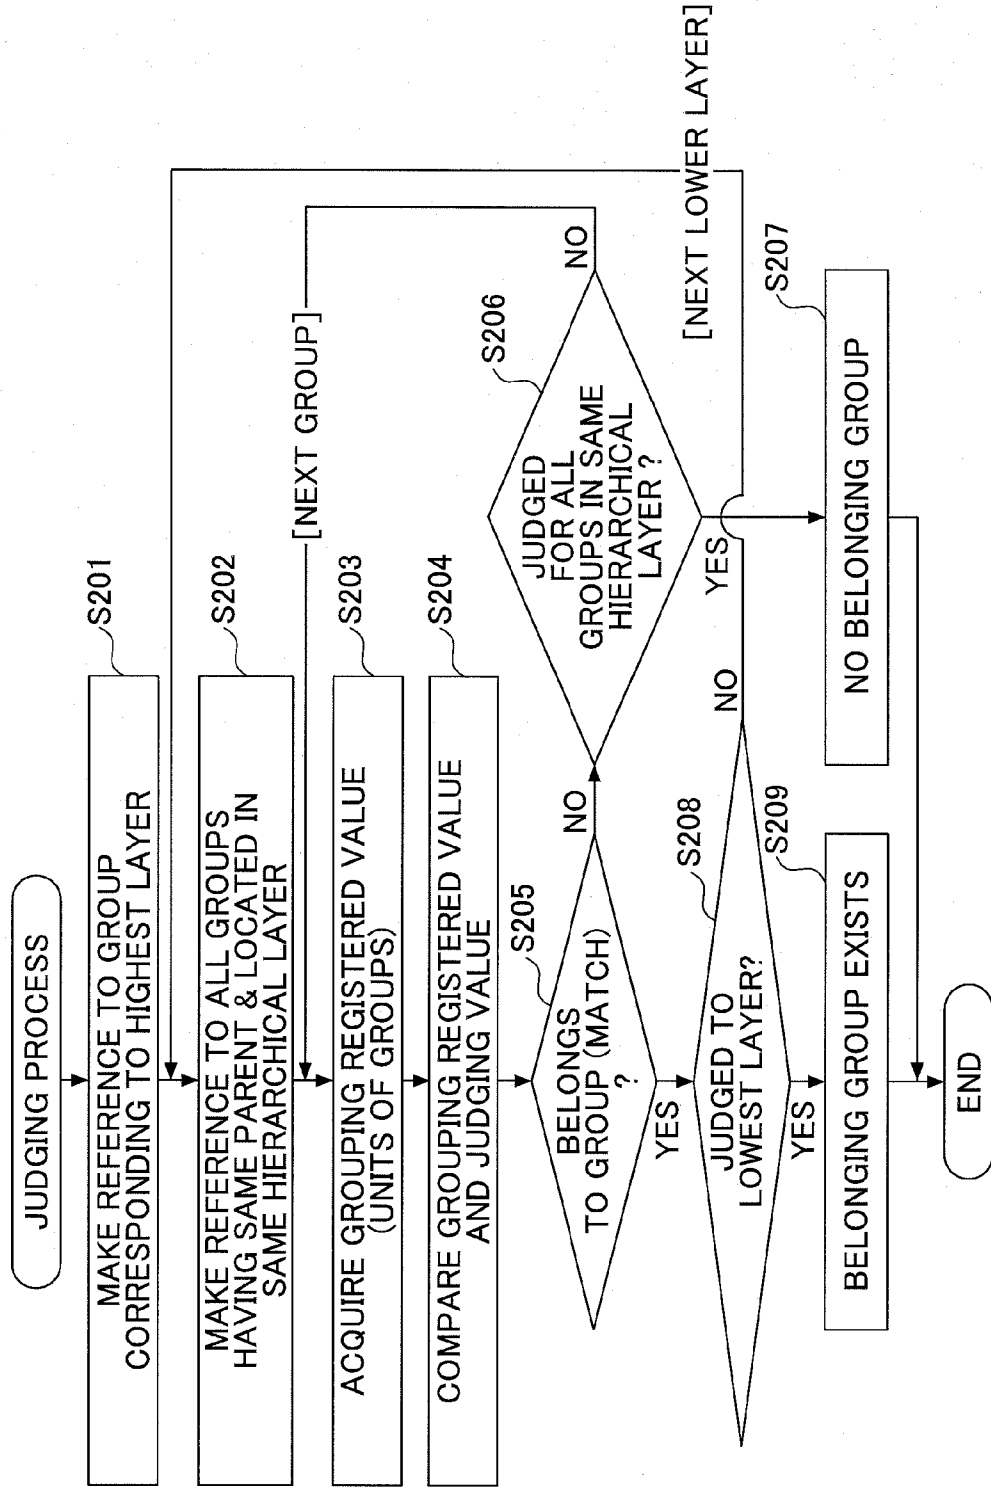 JUDGING PROCESS
S201
MAKE REFERENCE TO GROUP
CORRESPONDING TO HIGHEST LAYER
S202
MAKE REFERENCE TO ALL GROUPS
HAVING SAME PARENT & LOCATED IN
SAME HIERARCHICAL LAYER
[NEXT GROUP]
S203
ACQUIRE GROUPING REGISTERED VALUE
(UNITS OF GROUPS)
S204
COMPARE GROUPING REGISTERED VALUE
AND JUDGING VALUE
S205
BELONGS
TO GROUP (MATCH)
?
NO
YES
S206
JUDGED
FOR ALL
GROUPS IN SAME
HIERARCHICAL
LAYER ?
NO
YES
[NEXT LOWER LAYER]
S208
JUDGED TO
LOWEST LAYER?
NO
YES
S207
NO BELONGING GROUP
S209
BELONGING GROUP EXISTS
END